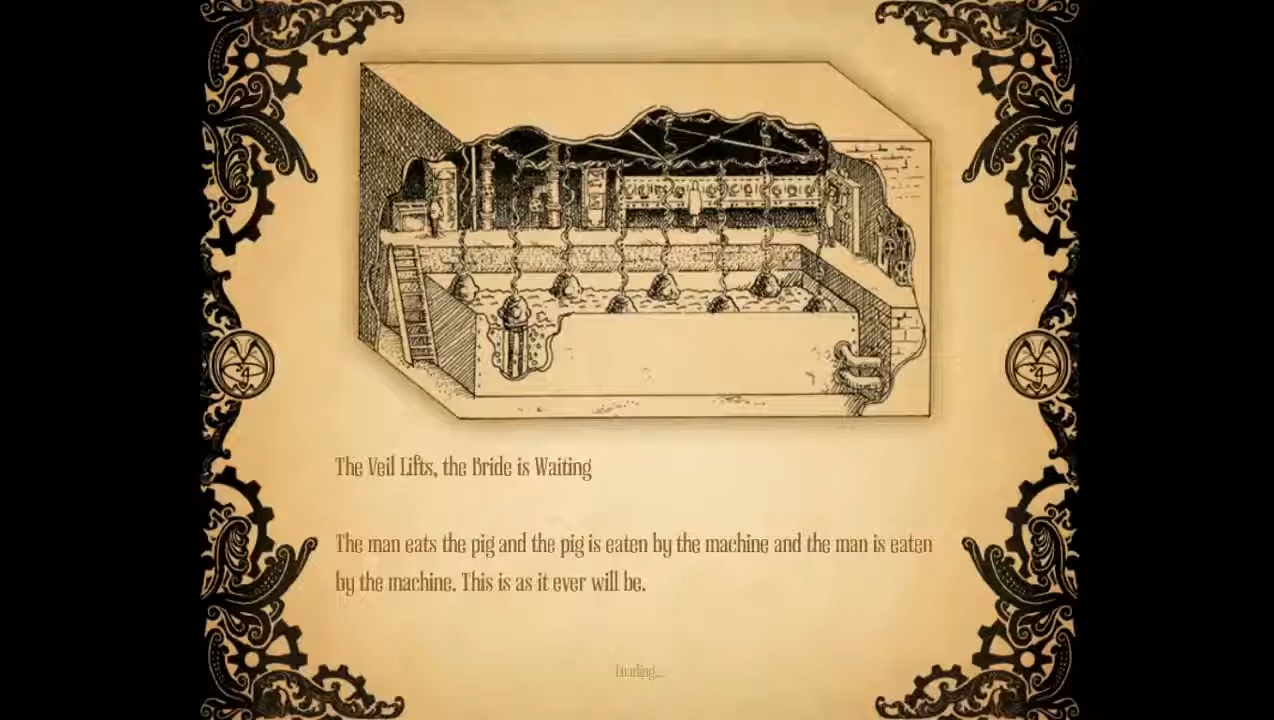 The Veil Lifts, the Bride is Waiting
The man eats the pig and the pig is eaten by the machine and the man is eaten
by the machine. This is as it ever will be.
Loading...